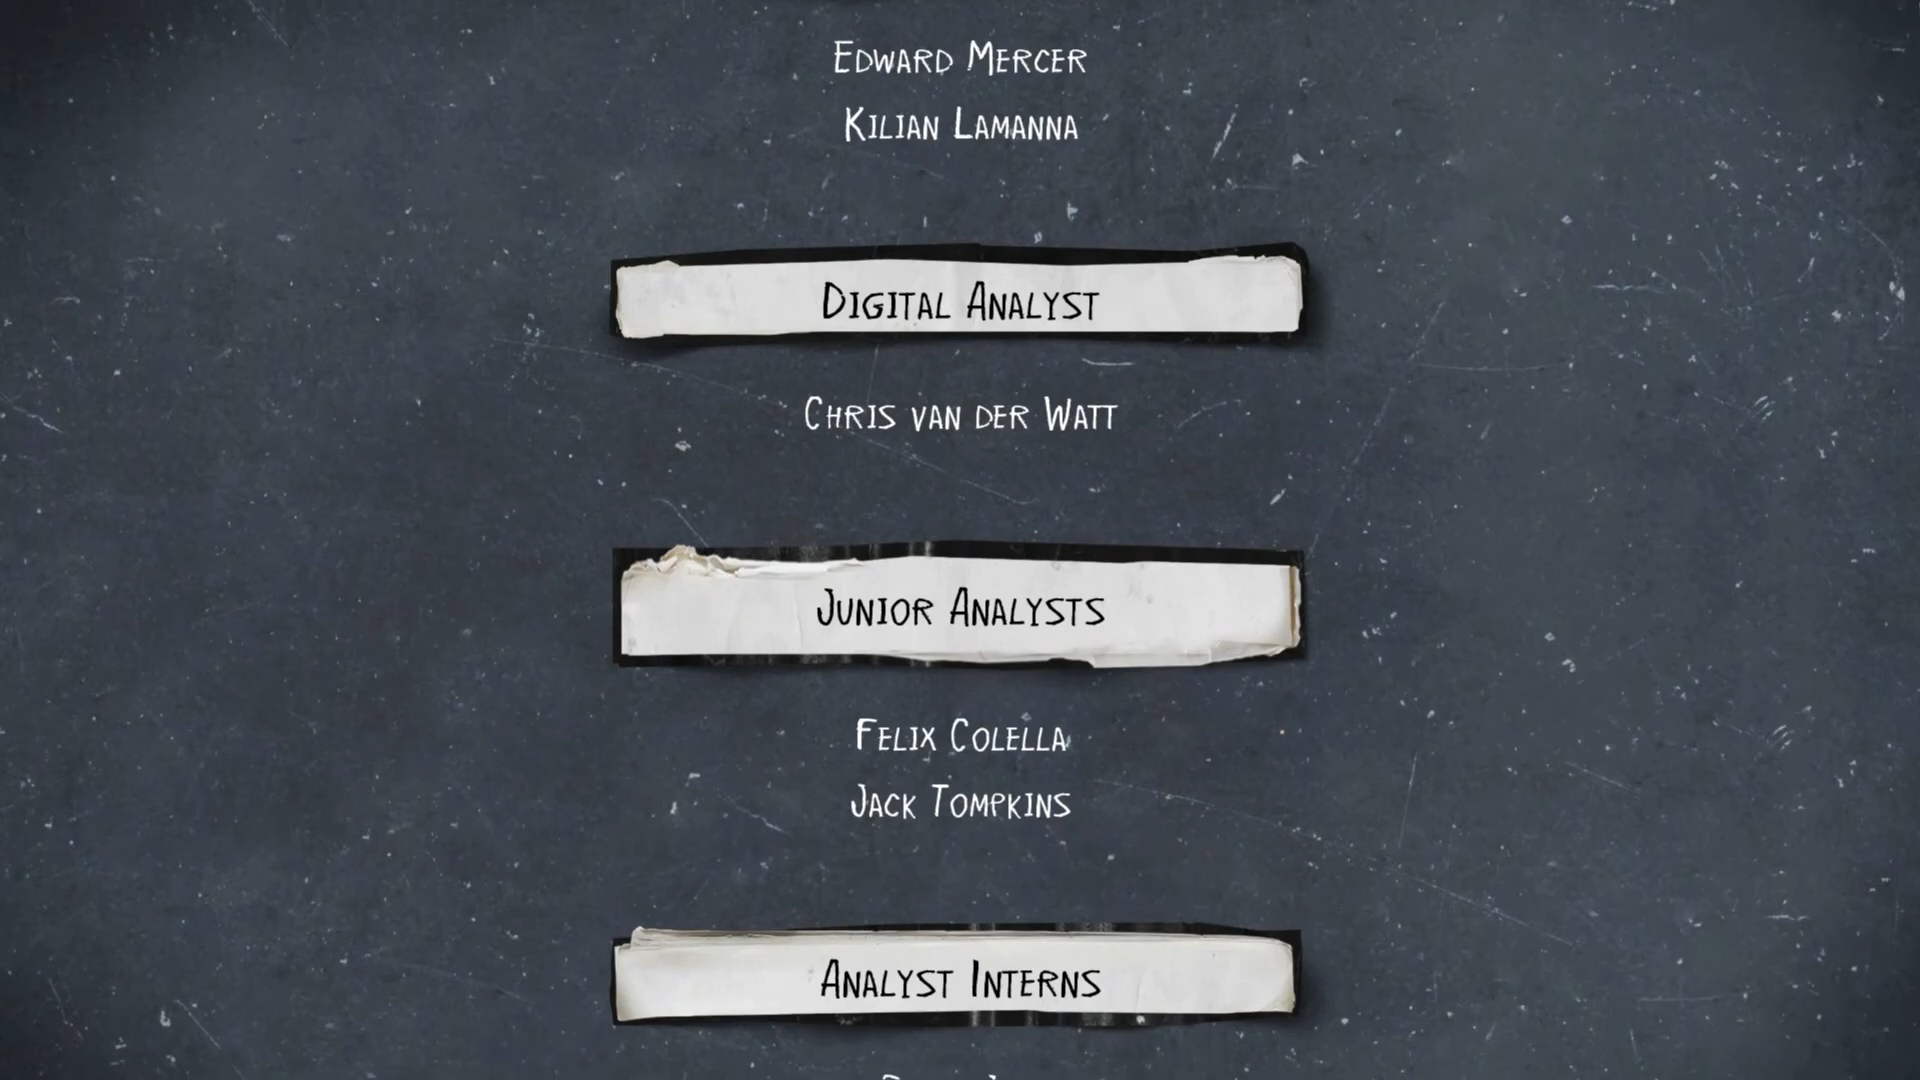 Edward Mercer
Kilian Lamanna
Digital Analyst
Chris van der Watt
Junior Analysts
Felix Colella
Jack Tompkins
Analyst Interns